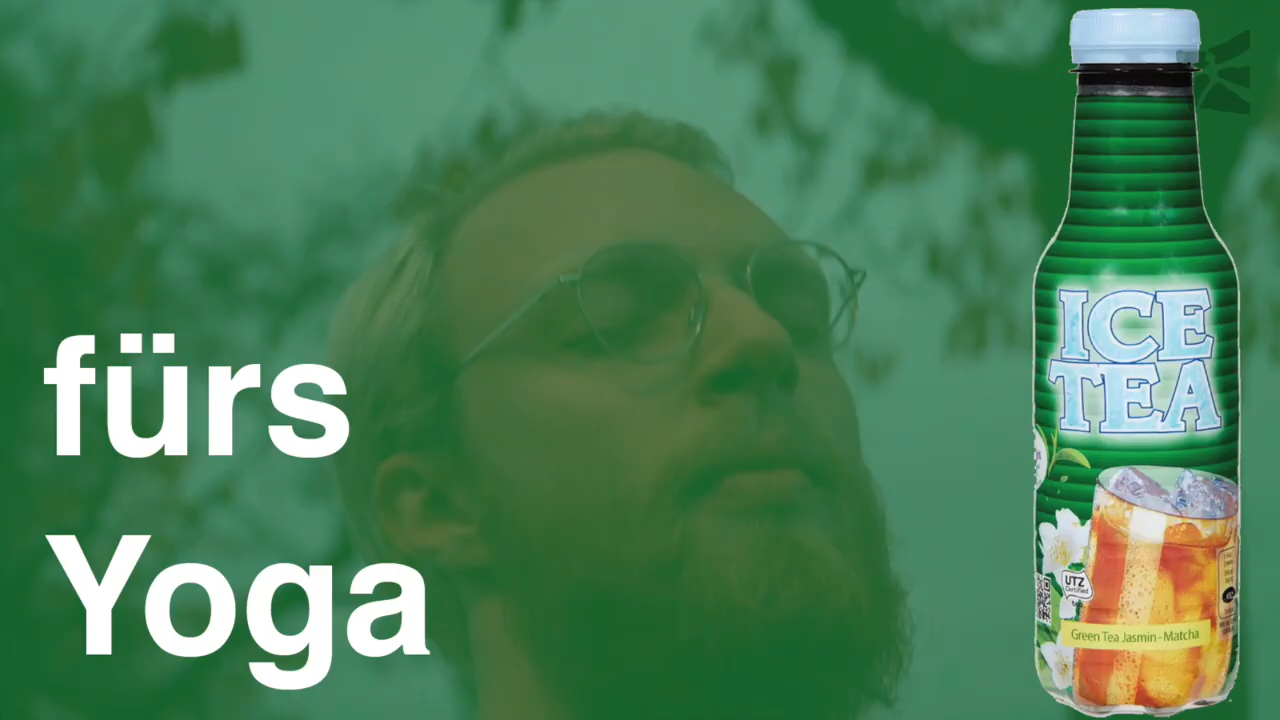 fürs
Yoga
ICE
TEA
UTZ
Certified
Green Tea Jasmin - Matcha